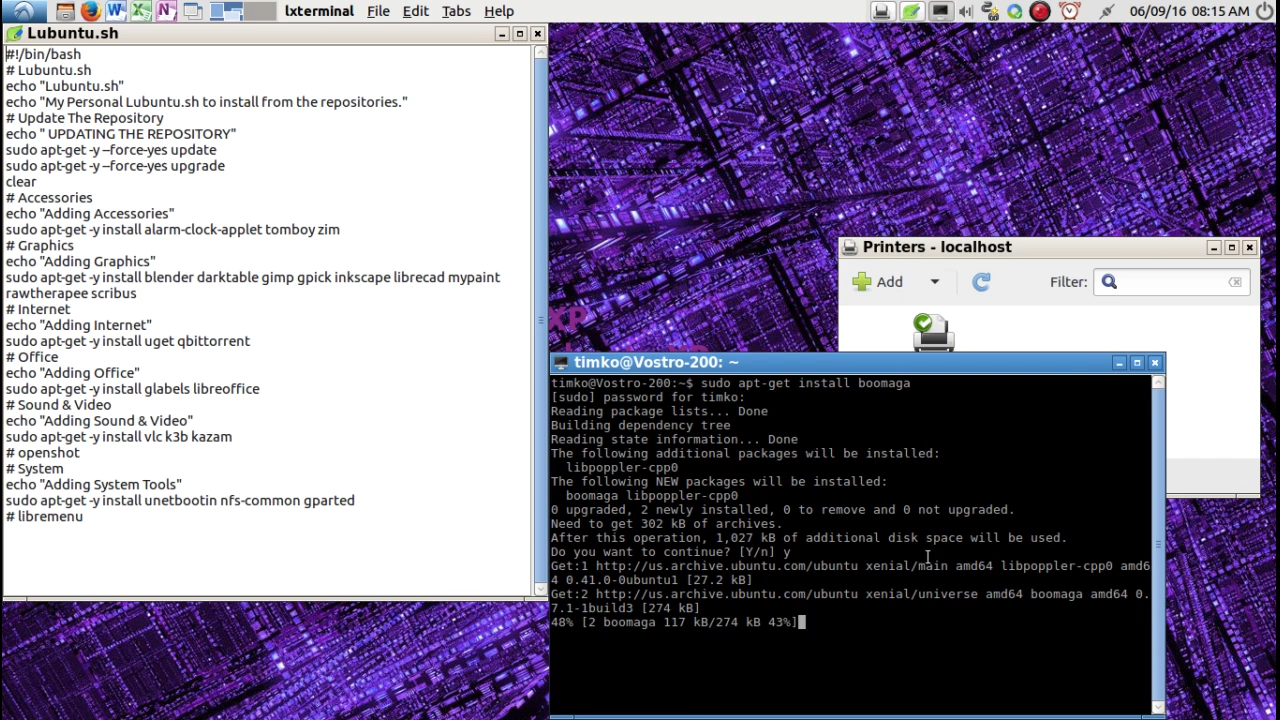 lxterminal File Edit Tabs Help 06/09/16 08:15 AM
Lubuntu.sh
#!/bin/bash
# Lubuntu.sh
echo "Lubuntu.sh"
echo "My Personal Lubuntu.sh to install from the repositories."
# Update The Repository
echo " UPDATING THE REPOSITORY"
sudo apt-get -y –force-yes update
sudo apt-get -y –force-yes upgrade
clear
# Accessories
echo "Adding Accessories"
sudo apt-get -y install alarm-clock-applet tomboy zim
# Graphics
echo "Adding Graphics"
sudo apt-get -y install blender darktable gimp gpick inkscape librecad mypaint
rawtherapee scribus
# Internet
echo "Adding Internet"
sudo apt-get -y install uget qbittorrent
# Office
echo "Adding Office"
sudo apt-get -y install glabels libreoffice
# Sound & Video
echo "Adding Sound & Video"
sudo apt-get -y install vlc k3b kazam
# openshot
# System
echo "Adding System Tools"
sudo apt-get -y install unetbootin nfs-common gparted
# libremenu
Printers - localhost
Add Filter:
timko@Vostro-200: ~
timko@Vostro-200:~$ sudo apt-get install boomaga
[sudo] password for timko:
Reading package lists... Done
Building dependency tree
Reading state information... Done
The following additional packages will be installed:
libpoppler-cpp0
The following NEW packages will be installed:
boomaga libpoppler-cpp0
0 upgraded, 2 newly installed, 0 to remove and 0 not upgraded.
Need to get 302 kB of archives.
After this operation, 1,027 kB of additional disk space will be used.
Do you want to continue? [Y/n] y
Get:1 http://us.archive.ubuntu.com/ubuntu xenial/main amd64 libpoppler-cpp0 amd6
4 0.41.0-0ubuntu1 [27.2 kB]
Get:2 http://us.archive.ubuntu.com/ubuntu xenial/universe amd64 boomaga amd64 0.
7.1-1build3 [274 kB]
48% [2 boomaga 117 kB/274 kB 43%]